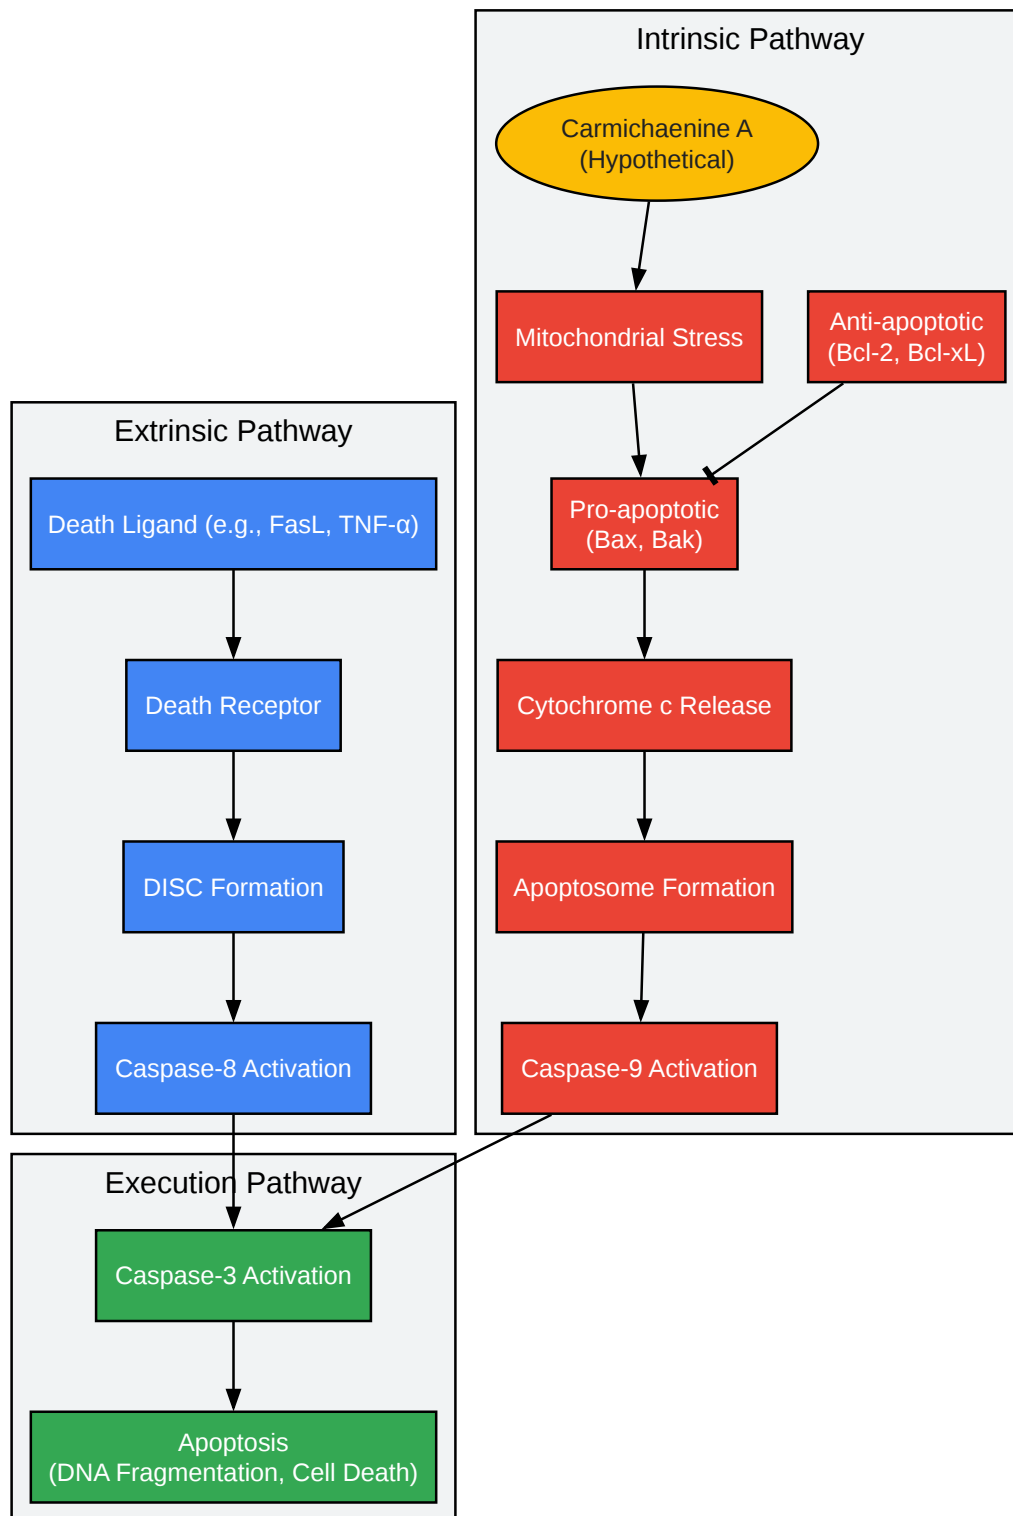 Intrinsic Pathway
Carmichaenine A
(Hypothetical)
Mitochondrial Stress
Anti-apoptotic
(Bcl-2, Bcl-xL)
Pro-apoptotic
(Bax, Bak)
Cytochrome c Release
Apoptosome Formation
Caspase-9 Activation
Extrinsic Pathway
Death Ligand (e.g., FasL, TNF-α)
Death Receptor
DISC Formation
Caspase-8 Activation
Execution Pathway
Caspase-3 Activation
Apoptosis
(DNA Fragmentation, Cell Death)